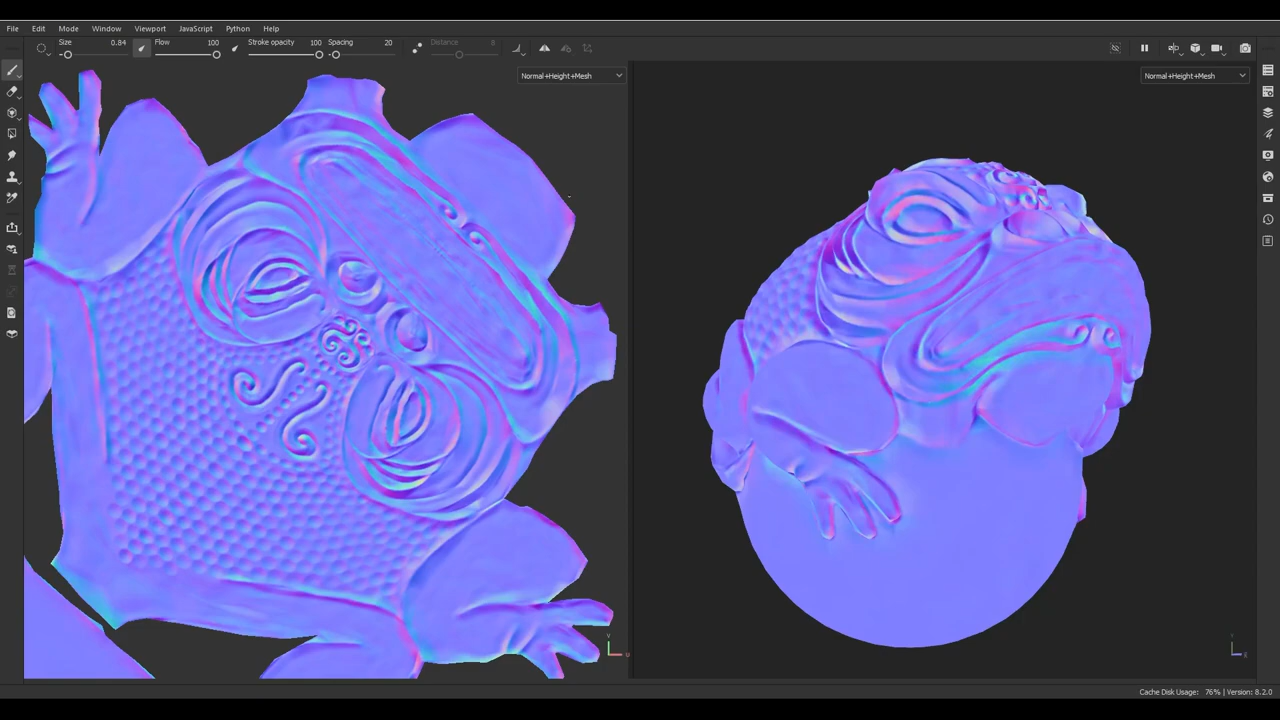 File Edit Mode Window Viewport JavaScript Python Help
Size 0.84 Flow 100 Stroke opacity 100 Spacing 20 Distance 8
Normal+Height+Mesh Normal+Height+Mesh
V
U
Cache Disk Usage: 76% | Version: 8.2.0